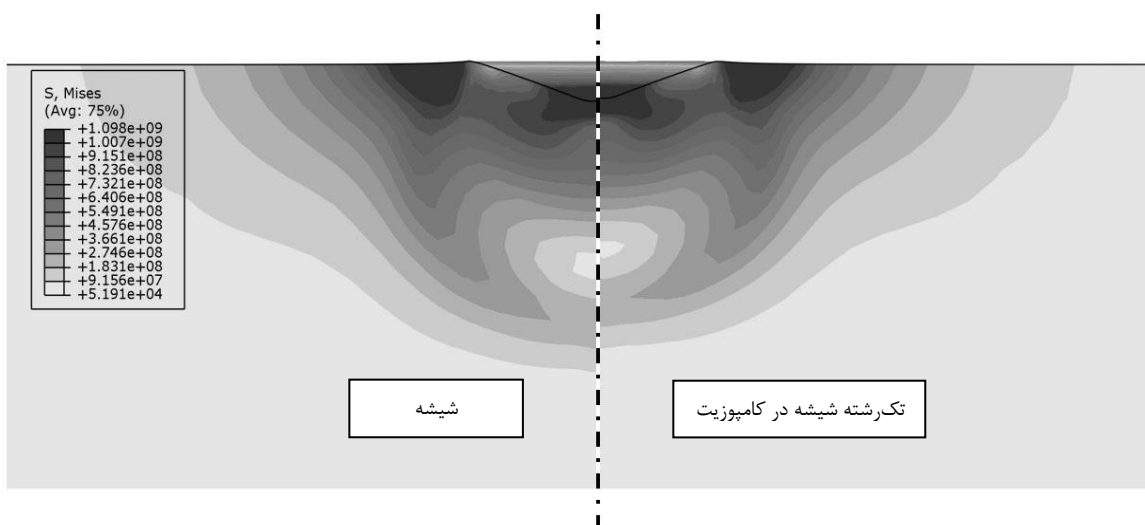 S, Mises
(Avg: 75%)
+1.098e+09
+1.007e+09
+9.151e+08
+8.236e+08
+7.321e+08
+6.406e+08
+5.491e+08
+4.576e+08
+3.661e+08
+2.746e+08
+1.831e+08
+9.156e+07
+5.191e+04
شیشه
تک‌رشته شیشه در کامپوزیت